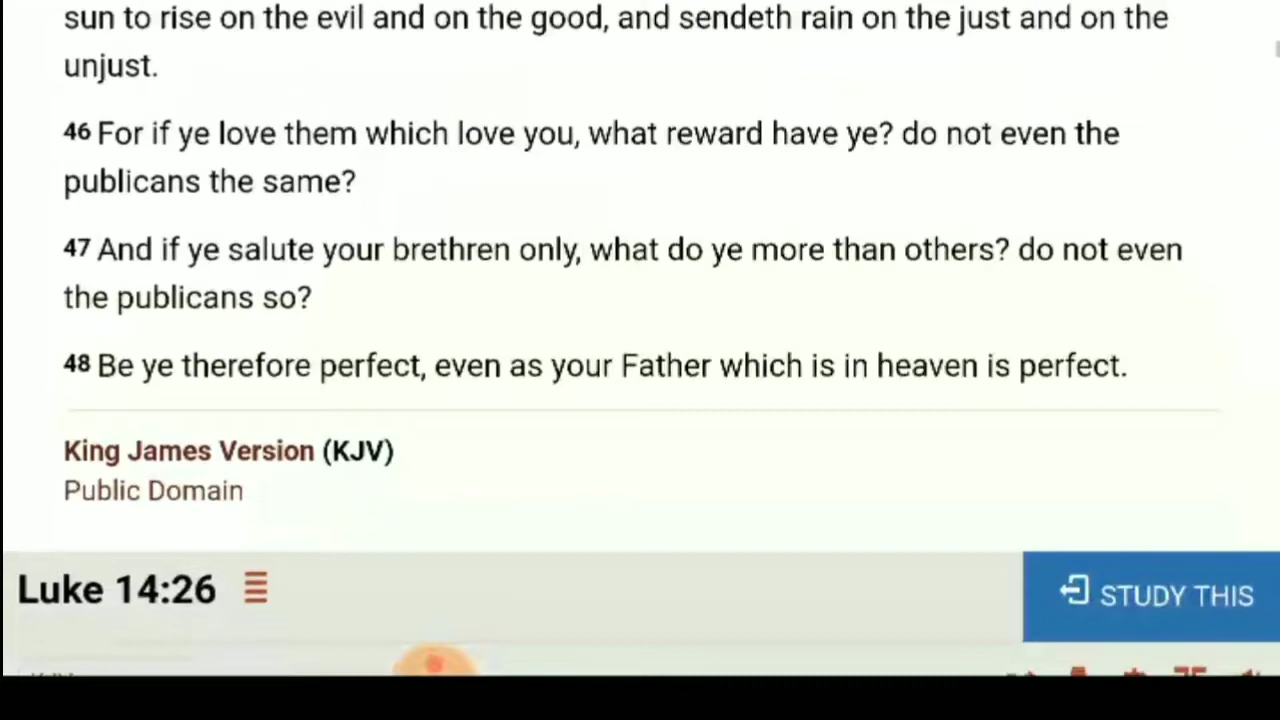 sun to rise on the evil and on the good, and sendeth rain on the just and on the
unjust.
46 For if ye love them which love you, what reward have ye? do not even the
publicans the same?
47 And if ye salute your brethren only, what do ye more than others? do not even
the publicans so?
48 Be ye therefore perfect, even as your Father which is in heaven is perfect.
King James Version (KJV)
Public Domain
Luke 14:26
STUDY THIS